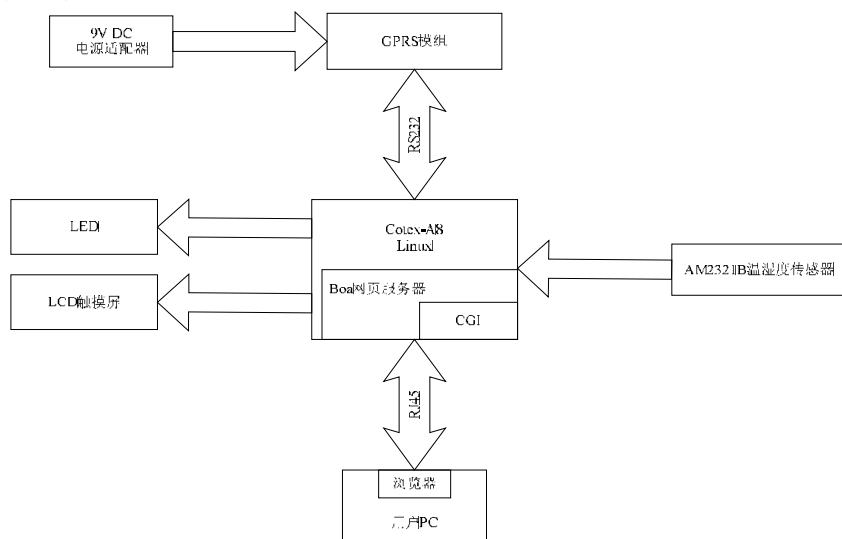 9V DC
电源适配器
GPRS模组
RS232
LED
Cotex-A8
Linux
AM2321B温湿度传感器
LCD触摸屏
Boa网页服务器
CGI
RJ45
浏览器
用户PC